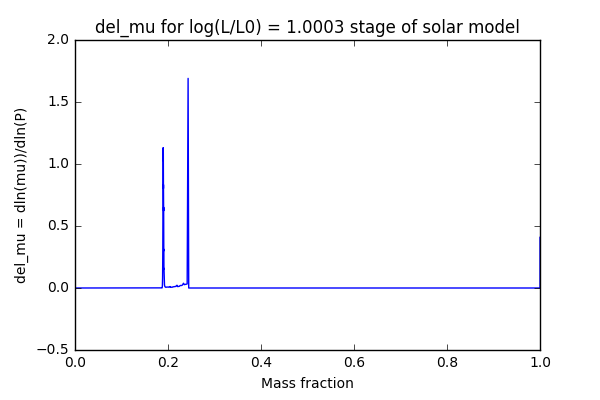 del_mu for log(L/L0) = 1.0003 stage of solar model
2.0
1.5
1.0
0.5
0.0
−0.5
del_mu = dln(mu))/dln(P)
0.0 0.2 0.4 0.6 0.8 1.0
Mass fraction